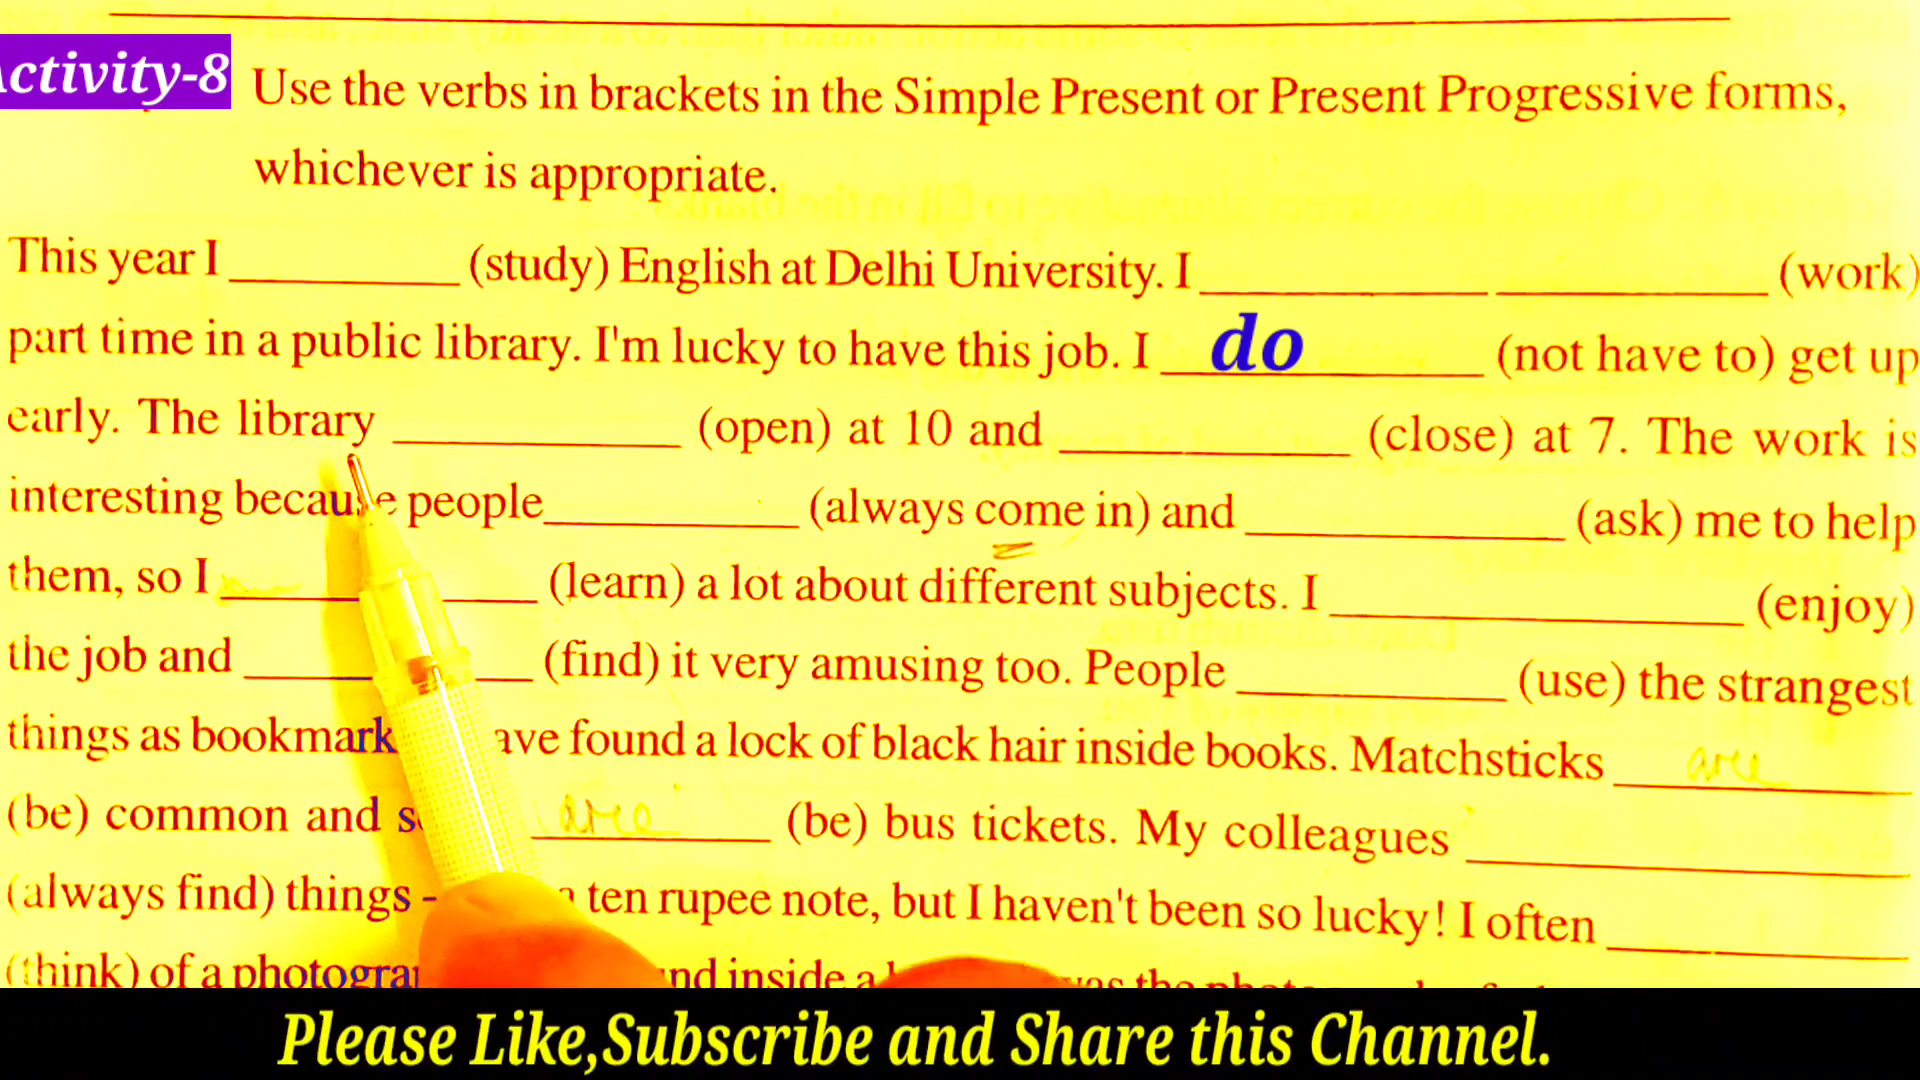 Activity-8
Use the verbs in brackets in the Simple Present or Present Progressive forms,
whichever is appropriate.
This year I __________ (study) English at Delhi University. I __________ __________ (work)
part time in a public library. I'm lucky to have this job. I do (not have to) get up
early. The library __________ (open) at 10 and __________ (close) at 7. The work is
interesting because people __________ (always come in) and __________ (ask) me to help
them, so I __________ (learn) a lot about different subjects. I __________ (enjoy)
the job and __________ (find) it very amusing too. People __________ (use) the strangest
things as bookmark ave found a lock of black hair inside books. Matchsticks are
(be) common and s are (be) bus tickets. My colleagues __________
(always find) things - ten rupee note, but I haven't been so lucky! I often __________
(think) of a photogra nd inside a
Please Like,Subscribe and Share this Channel.